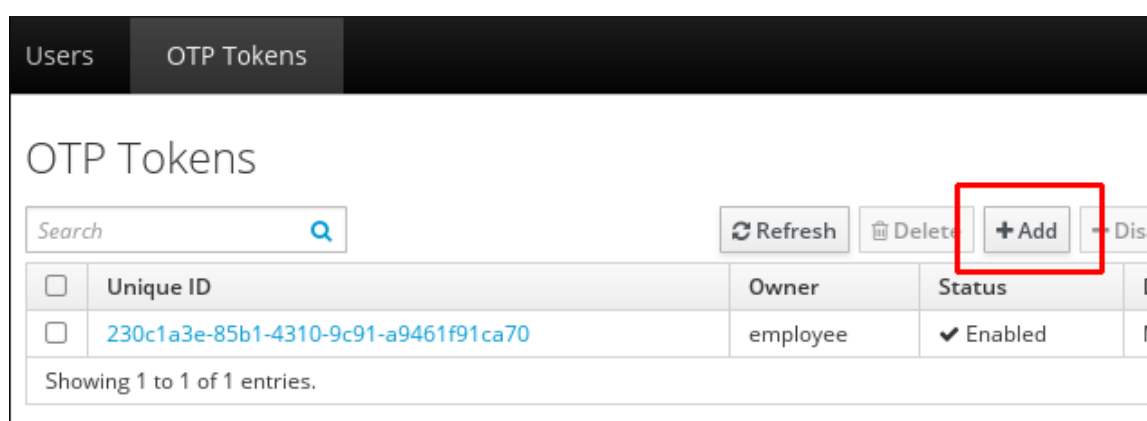 Users OTP Tokens
OTP Tokens
Search Refresh Delete Add
Unique ID Owner Status
230c1a3e-85b1-4310-9c91-a9461f91ca70 employee Enabled
Showing 1 to 1 of 1 entries.